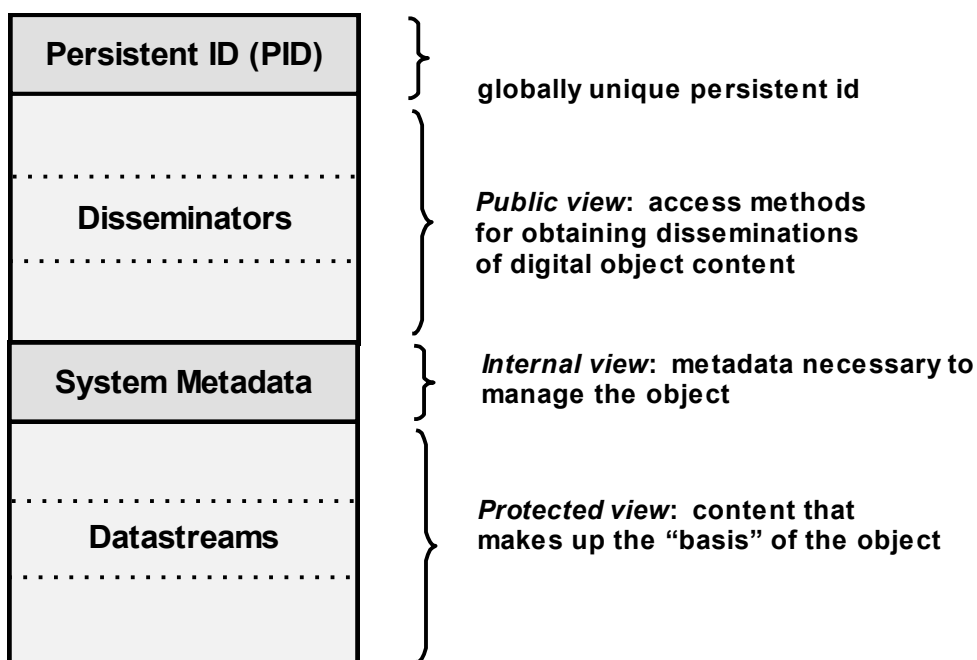 Persistent ID (PID)
globally unique persistent id
Disseminators
Public view: access methods
for obtaining disseminations
of digital object content
System Metadata
Internal view: metadata necessary to
manage the object
Datastreams
Protected view: content that
makes up the “basis” of the object